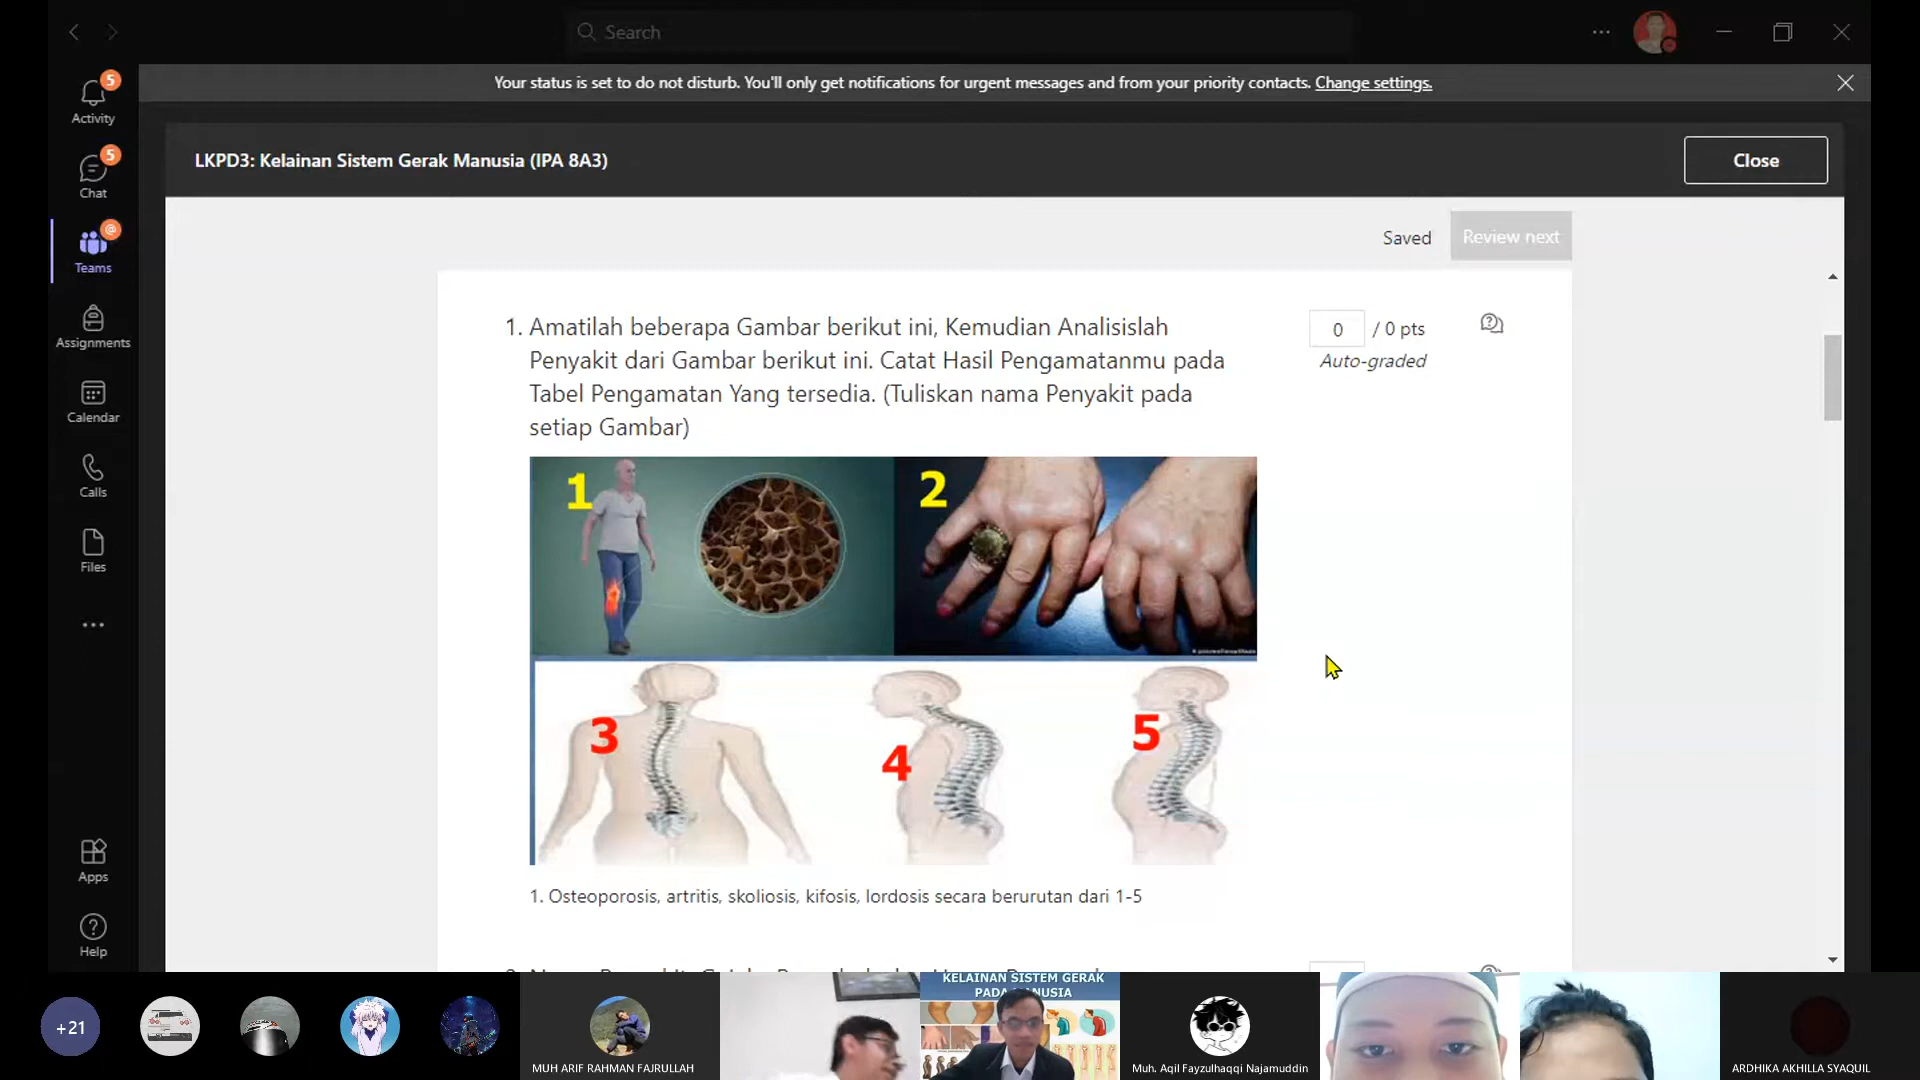 Search
Your status is set to do not disturb. You'll only get notifications for urgent messages and from your priority contacts. Change settings.
5
Activity
5
Chat
@
Teams
Assignments
Calendar
Calls
Files
Apps
Help
LKPD3: Kelainan Sistem Gerak Manusia (IPA 8A3)
Close
Saved
Review next
1. Amatilah beberapa Gambar berikut ini, Kemudian Analisislah
Penyakit dari Gambar berikut ini. Catat Hasil Pengamatanmu pada
Tabel Pengamatan Yang tersedia. (Tuliskan nama Penyakit pada
setiap Gambar)
0 / 0 pts
Auto-graded
1
2
3
4
5
1. Osteoporosis, artritis, skoliosis, kifosis, lordosis secara berurutan dari 1-5
+21
MUH ARIF RAHMAN FAJRULLAH
KELAINAN SISTEM GERAK
PADA MANUSIA
Muh. Aqil Fayzulhaqqi Najamuddin
ARDHIKA AKHILLA SYAQUIL